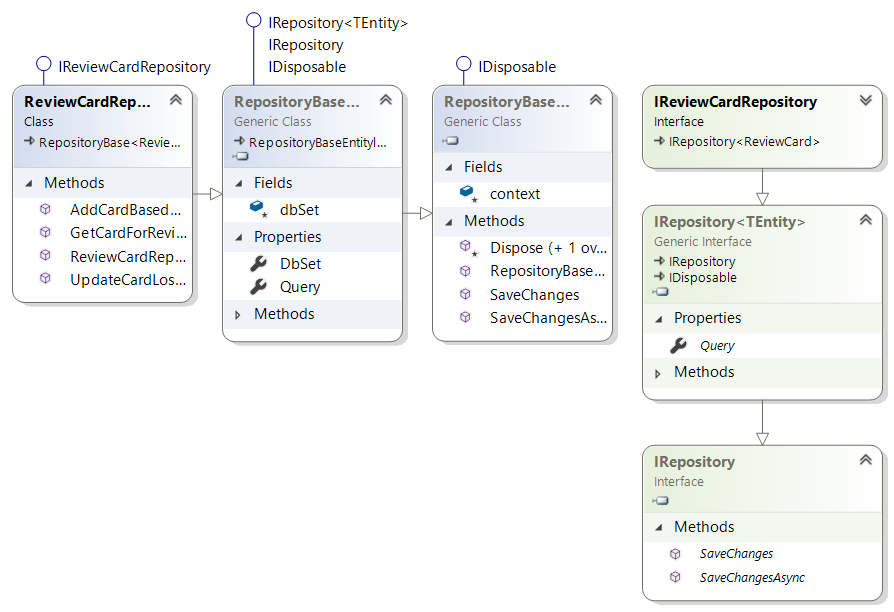 IReviewCardRepository
ReviewCardRep...
Class
RepositoryBase<Revie...
Methods
AddCardBased...
GetCardForRevi...
ReviewCardRep...
UpdateCardLos...
IRepository<TEntity>
IRepository
IDisposable
RepositoryBase...
Generic Class
RepositoryBaseEntityI...
Fields
dbSet
Properties
DbSet
Query
Methods
IDisposable
RepositoryBase...
Generic Class
Fields
context
Methods
Dispose (+ 1 ov...
RepositoryBase...
SaveChanges
SaveChangesAs...
IReviewCardRepository
Interface
IRepository<ReviewCard>
IRepository<TEntity>
Generic Interface
IRepository
IDisposable
Properties
Query
Methods
IRepository
Interface
Methods
SaveChanges
SaveChangesAsync